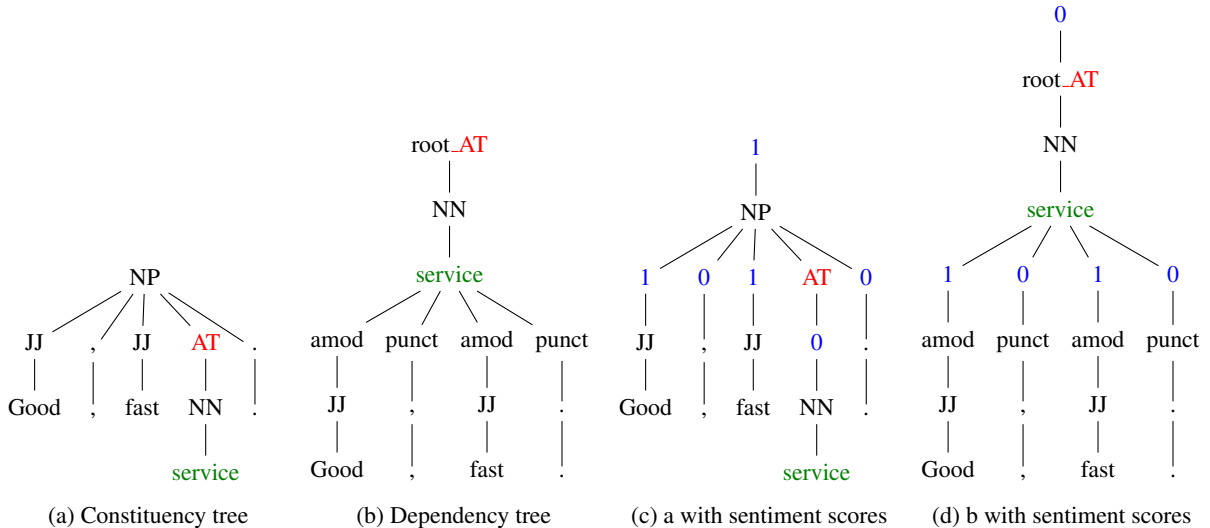 0
root_AT
root_AT
1
NN
NN
NP
service
NP
service
1 0 1 AT 0
1 0 1 0
JJ , JJ AT .
amod punct amod punct
JJ , JJ 0 .
amod punct amod punct
Good , fast NN .
JJ , JJ .
Good , fast NN .
JJ , JJ .
service
Good , fast .
service
Good , fast .
(a) Constituency tree
(b) Dependency tree
(c) a with sentiment scores
(d) b with sentiment scores